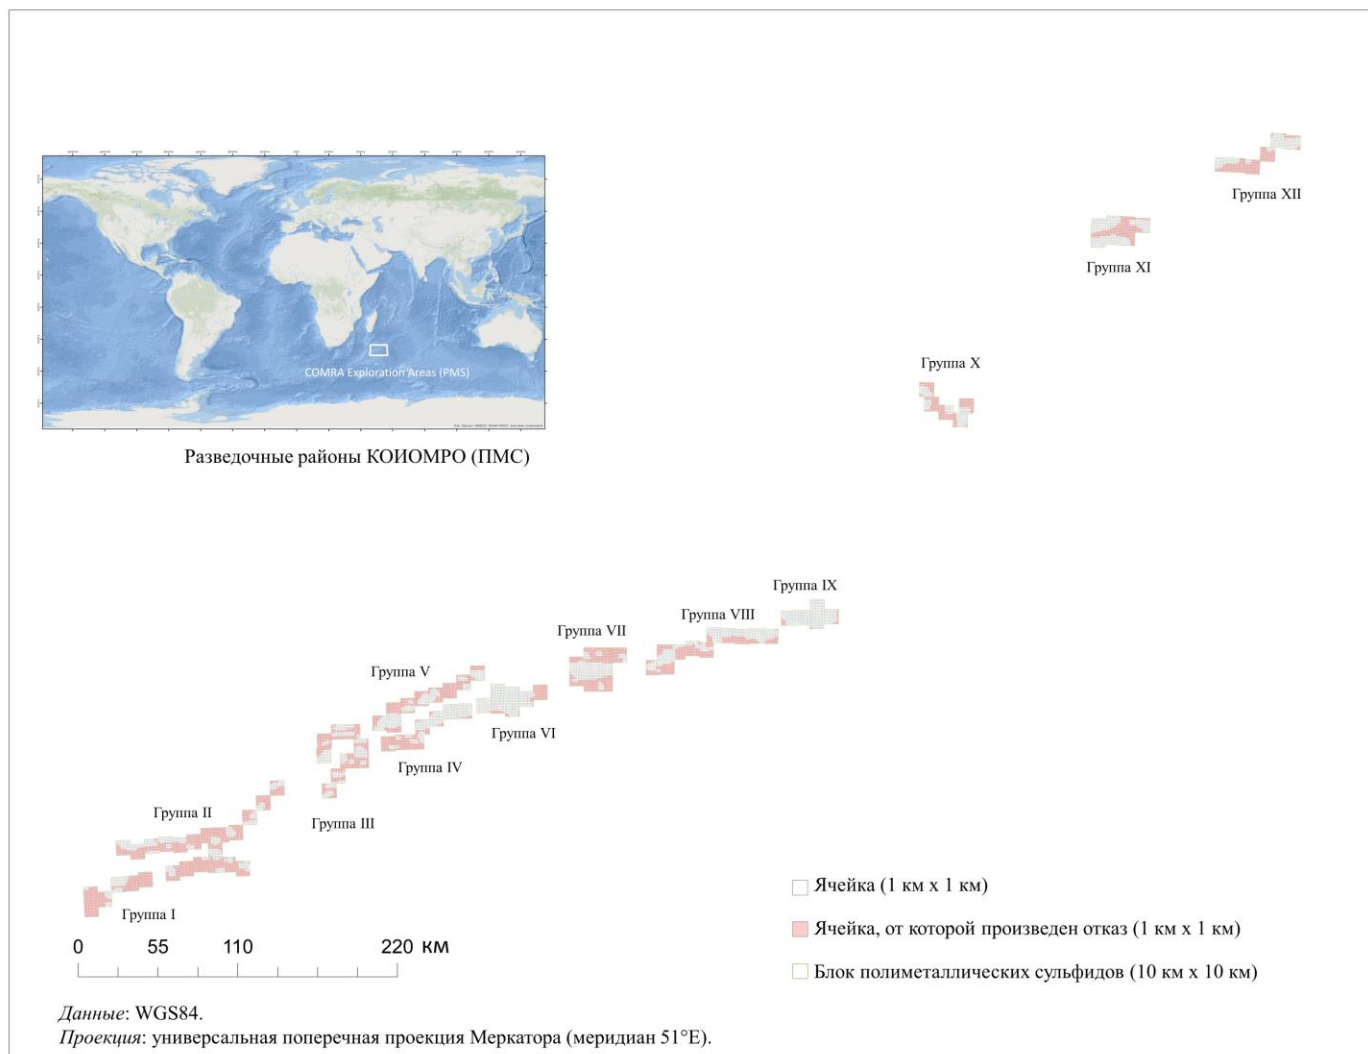 Группа XII
Группа XI
Группа X
COMRA Exploration Areas (PMS)
Разведочные районы КОИОМРО (ПМС)
Группа IX
Группа VIII
Группа VII
Группа V
Группа VI
Группа IV
Группа II
Группа III
Группа I
Ячейка (1 км x 1 км)
Ячейка, от которой произведен отказ (1 км x 1 км)
Блок полиметаллических сульфидов (10 км x 10 км)
0 55 110 220 км
Данные: WGS84.
Проекция: универсальная поперечная проекция Меркатора (меридиан 51°E).